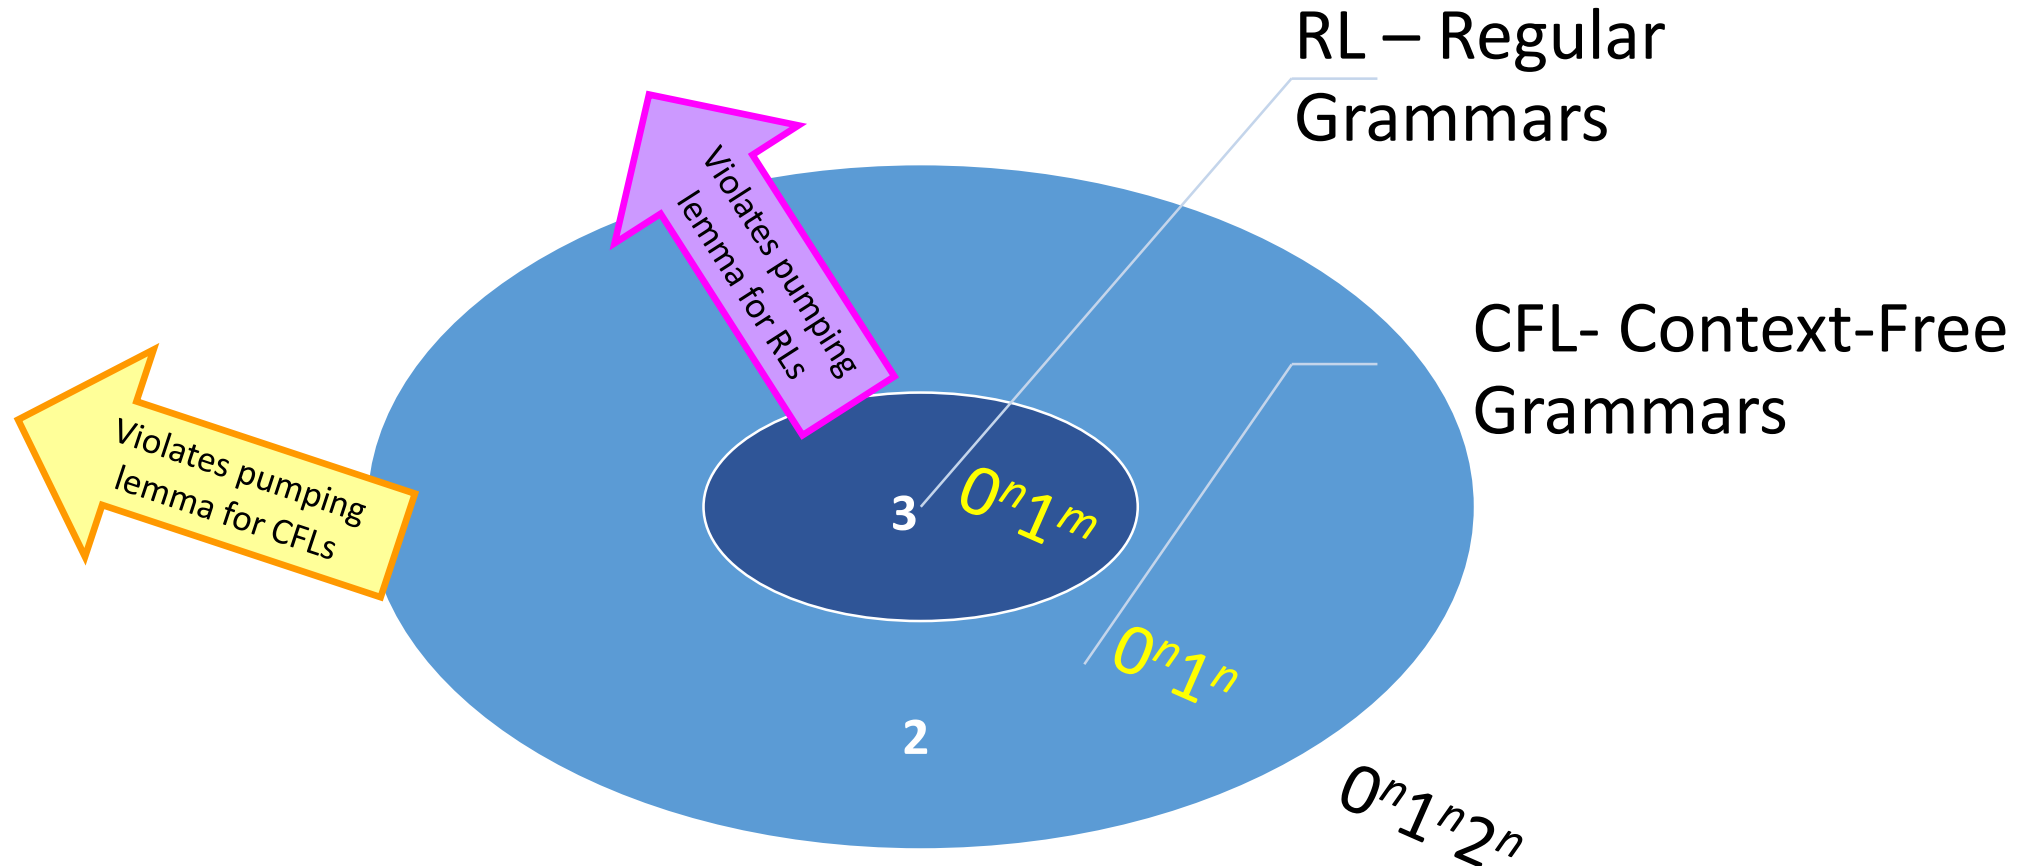 RL – Regular
Grammars
Violates pumping
lemma for RLs
CFL- Context-Free
Grammars
Violates pumping
lemma for CFLs
3
0ⁿ1ᵐ
0ⁿ1ⁿ
2
0ⁿ1ⁿ2ⁿ